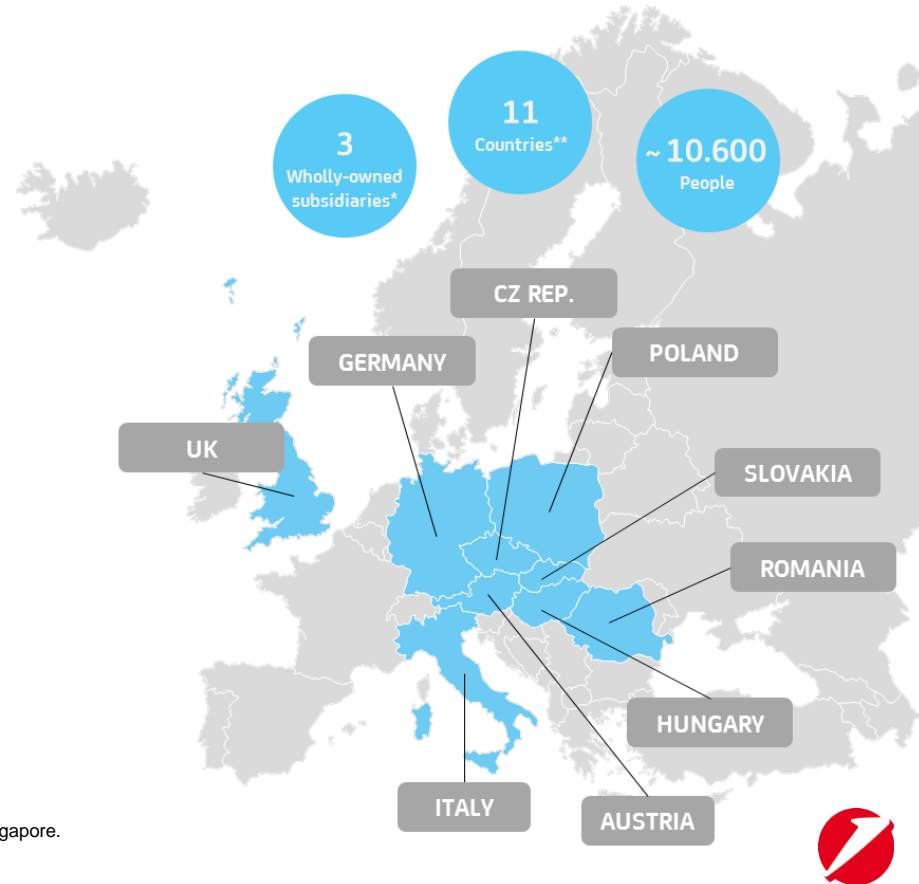 3
Wholly-owned
subsidiaries*
11
Countries**
~ 10.600
People
CZ REP.
GERMANY
POLAND
UK
SLOVAKIA
ROMANIA
HUNGARY
ITALY
AUSTRIA
gapore.